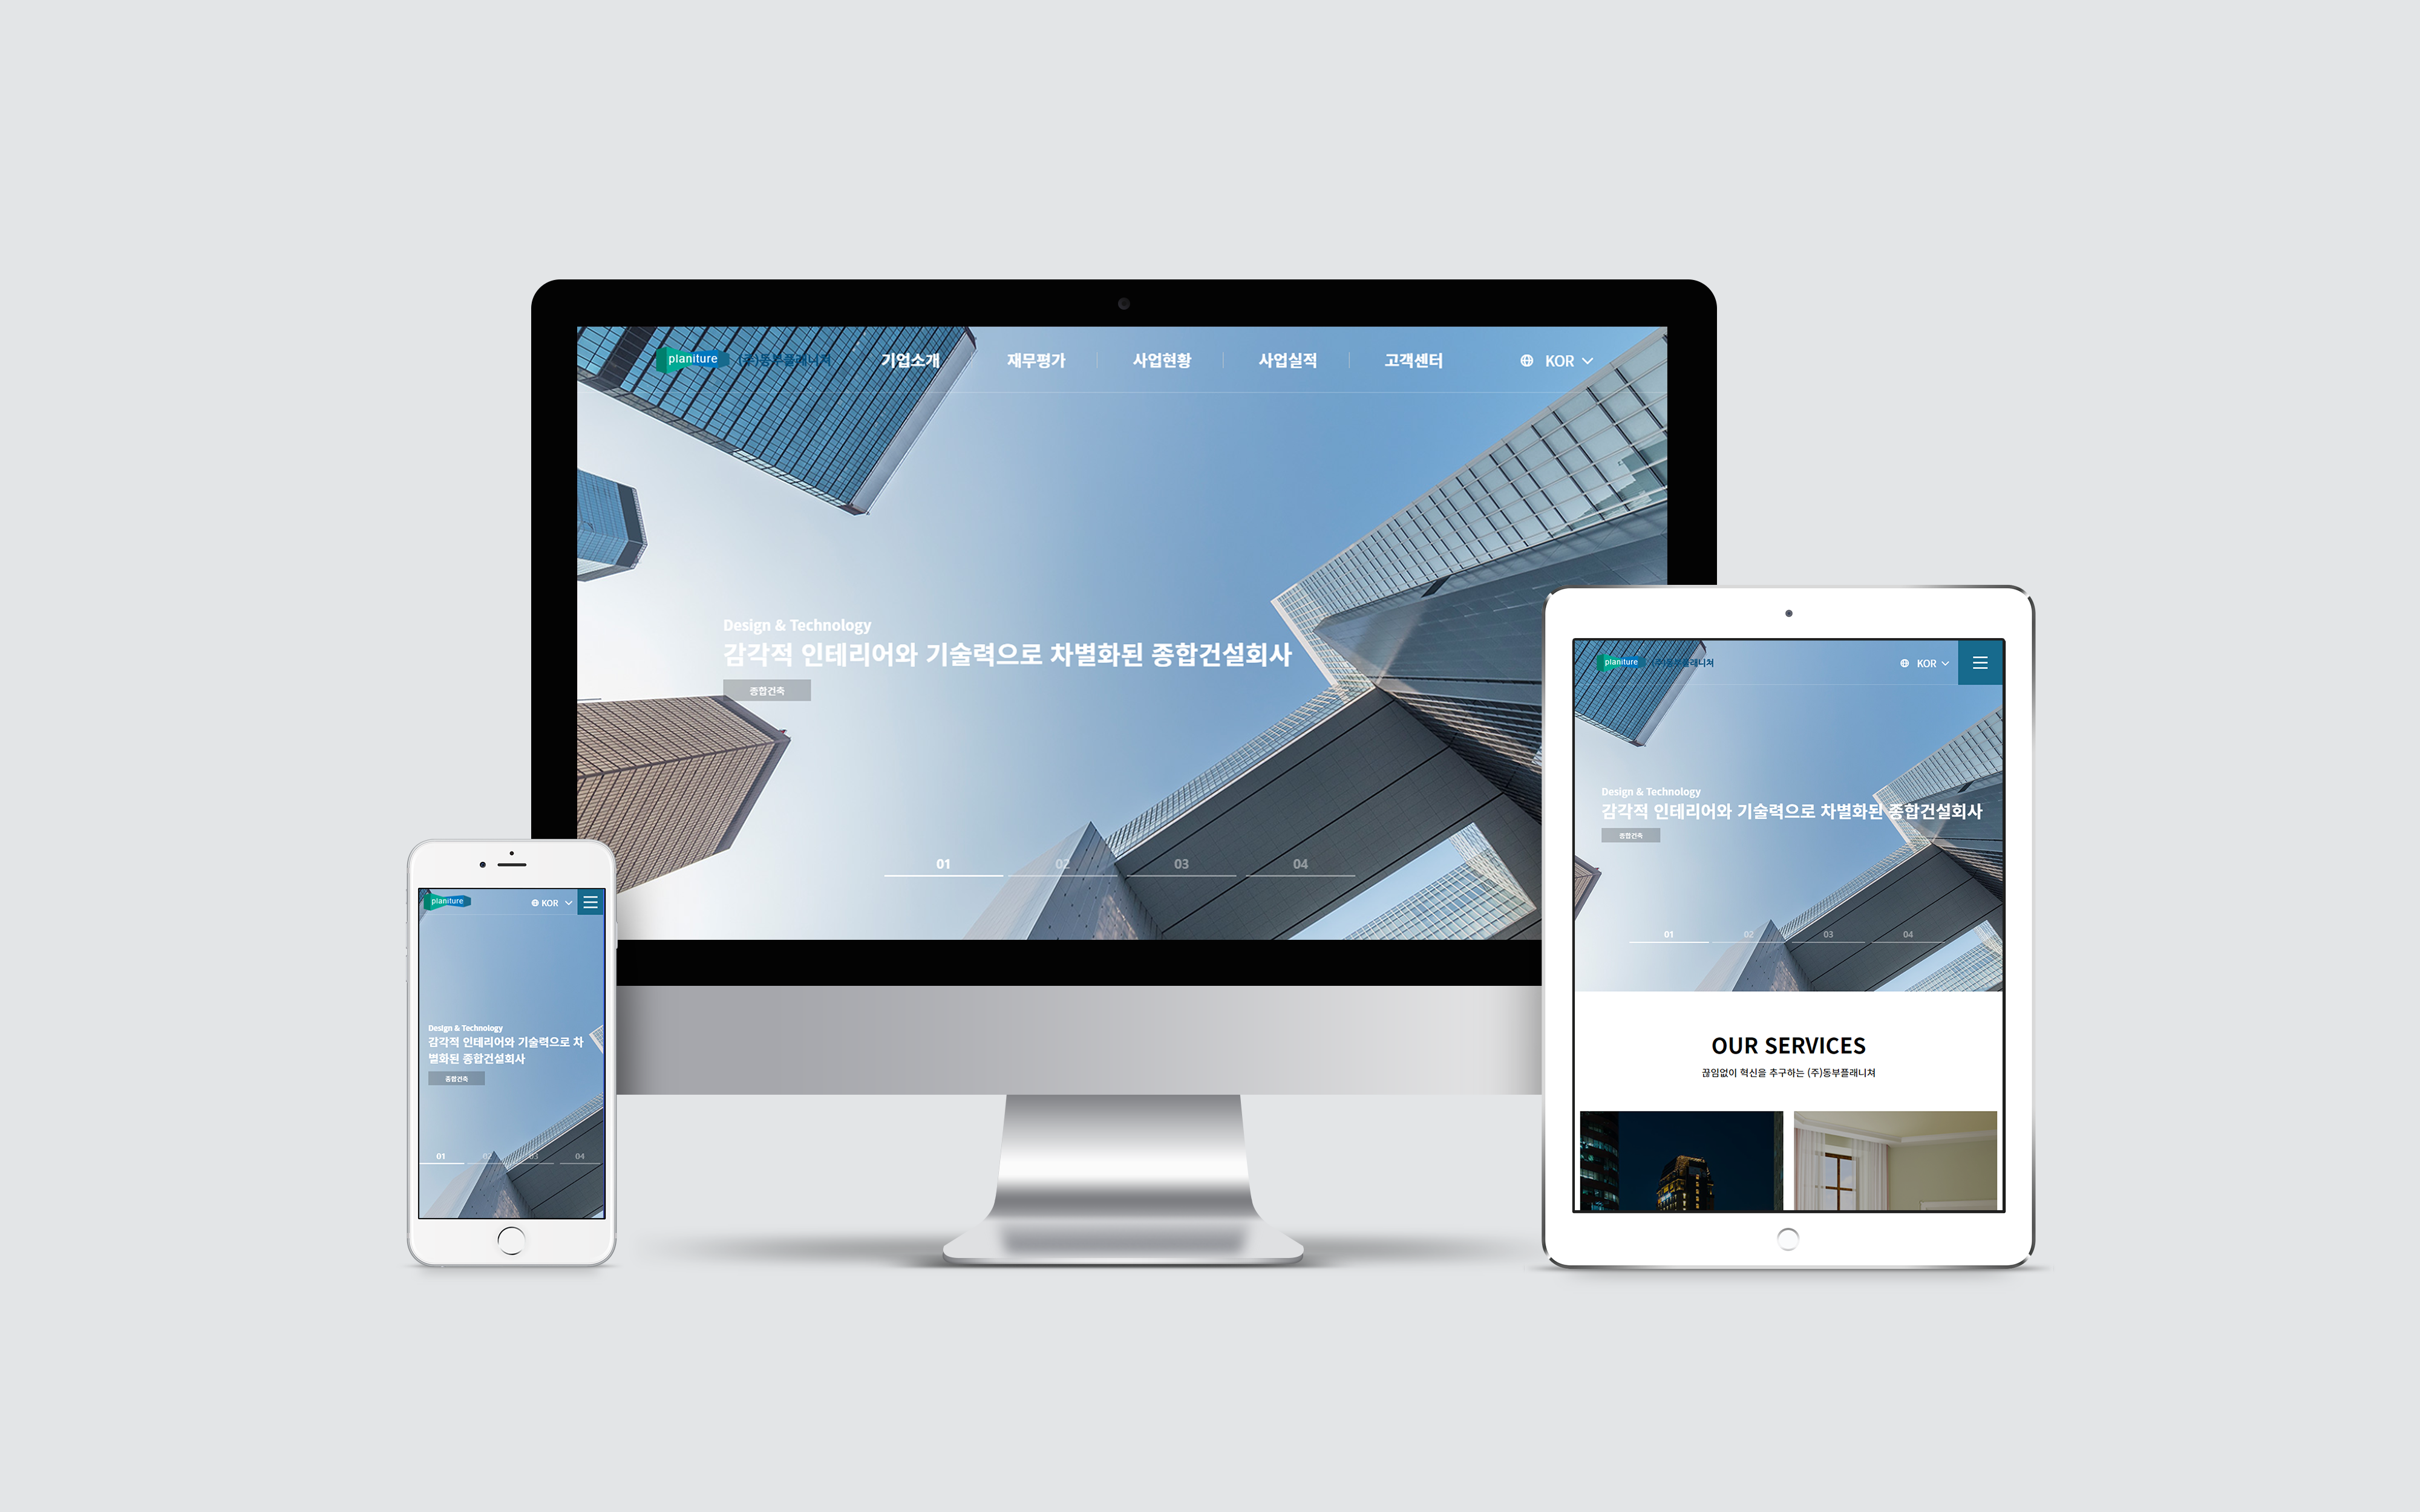 planiture (주)동부플래니쳐
기업소개 재무평가 사업현황 사업실적 고객센터
KOR
Design & Technology
감각적 인테리어와 기술력으로 차별화된 종합건설회사
종합건축
01 02 03 04
planiture
KOR
Design & Technology
감각적 인테리어와 기술력으로 차
별화된 종합건설회사
종합건축
01 02 03 04
planiture (주)동부플래니쳐
KOR
Design & Technology
감각적 인테리어와 기술력으로 차별화된 종합건설회사
종합건축
01 02 03 04
OUR SERVICES
끊임없이 혁신을 추구하는 (주)동부플래니쳐